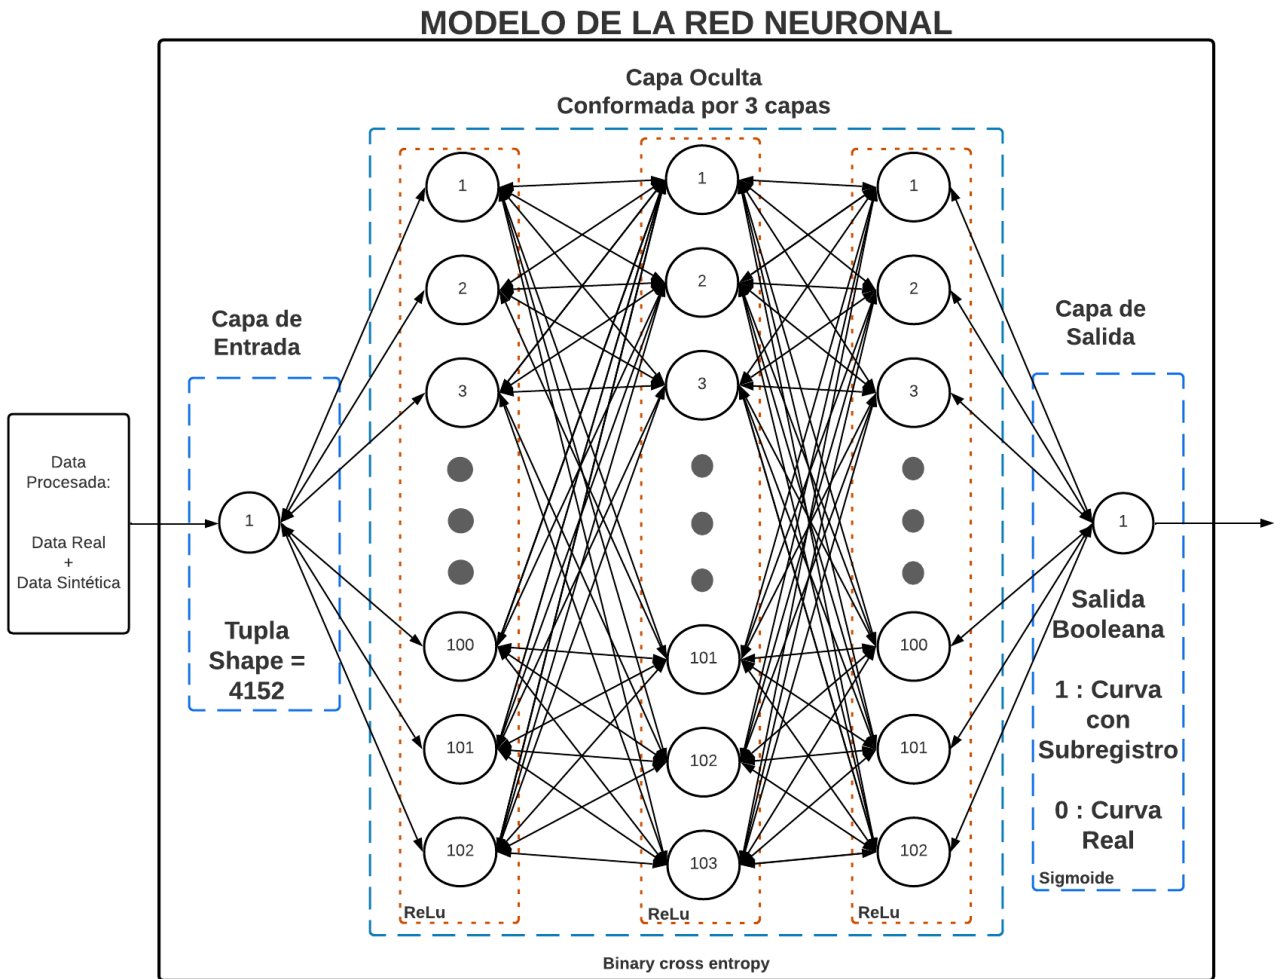 MODELO DE LA RED NEURONAL
Capa Oculta
Conformada por 3 capas
Capa de
Entrada
Capa de
Salida
Data
Procesada:
Data Real
+
Data Sintética
1
Tupla
Shape =
4152
1
2
3
100
101
102
ReLu
1
2
3
101
102
103
ReLu
1
2
3
100
101
102
ReLu
1
Salida
Booleana
1 : Curva
con
Subregistro
0 : Curva
Real
Sigmoide
Binary cross entropy